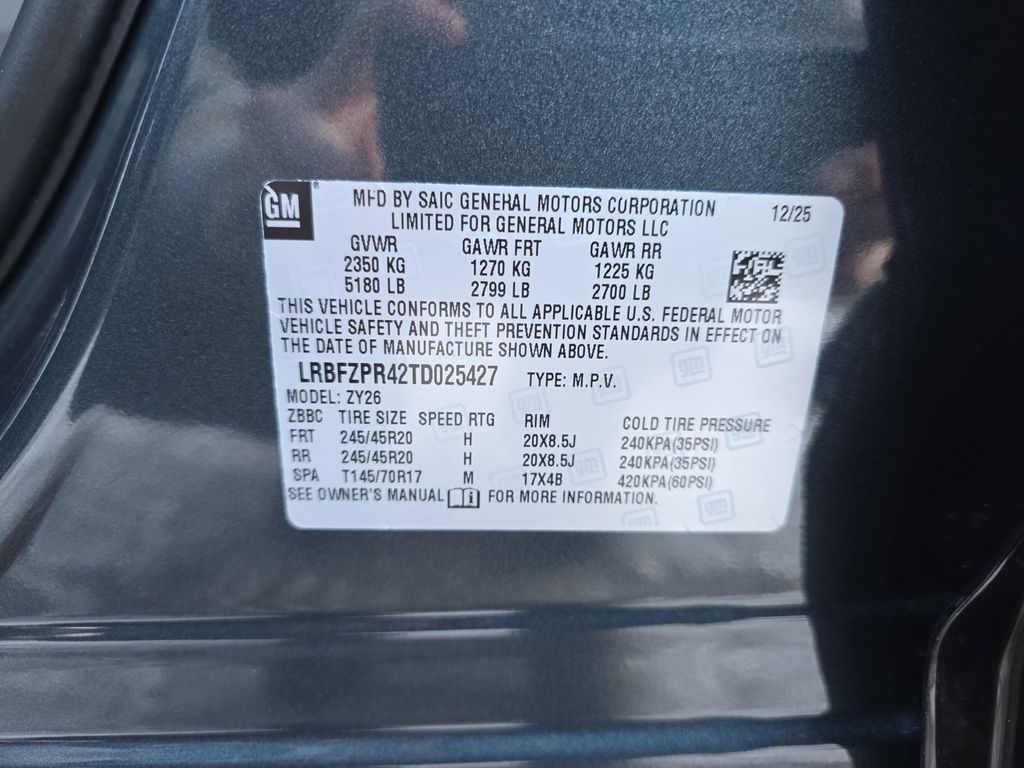 GM
MFD BY SAIC GENERAL MOTORS CORPORATION 12/25
LIMITED FOR GENERAL MOTORS LLC
GVWR GAWR FRT GAWR RR
2350 KG 1270 KG 1225 KG
5180 LB 2799 LB 2700 LB
THIS VEHICLE CONFORMS TO ALL APPLICABLE U.S. FEDERAL MOTOR
VEHICLE SAFETY AND THEFT PREVENTION STANDARDS IN EFFECT ON
THE DATE OF MANUFACTURE SHOWN ABOVE.
LRBFZPR42TD025427 TYPE: M.P.V.
MODEL: ZY26
ZBBC TIRE SIZE SPEED RTG RIM COLD TIRE PRESSURE
FRT 245/45R20 H 20X8.5J 240KPA(35PSI)
RR 245/45R20 H 20X8.5J 240KPA(35PSI)
SPA T145/70R17 M 17X4B 420KPA(60PSI)
SEE OWNER'S MANUAL FOR MORE INFORMATION.